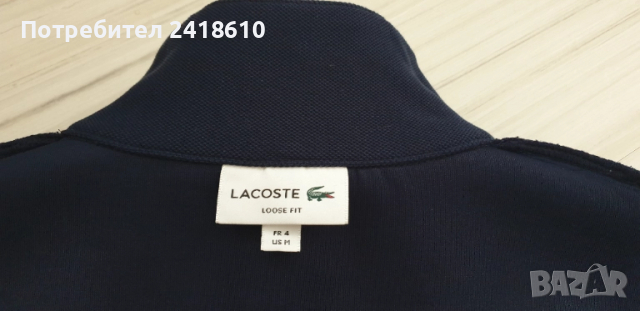 Потребител 2418610
LACOSTE
LOOSE FIT
FR 4
US M
BAZAR